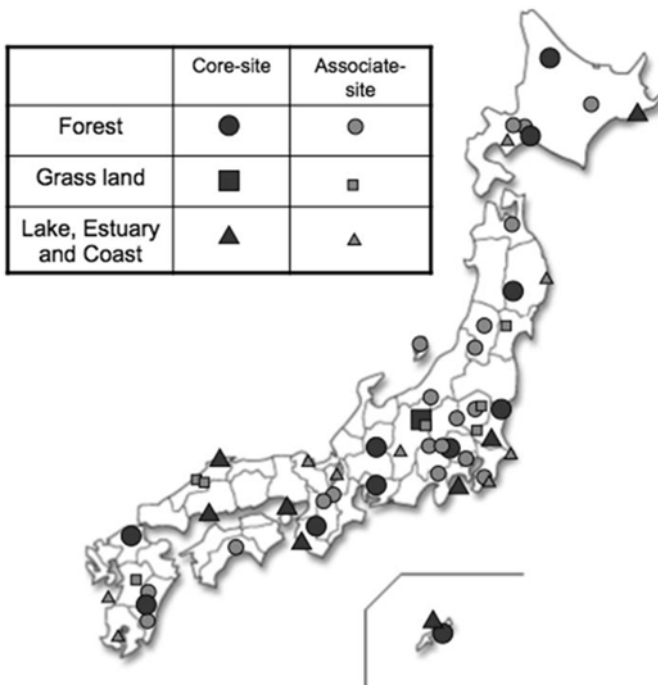 Core-site Associate-
site
Forest
Grass land
Lake, Estuary
and Coast